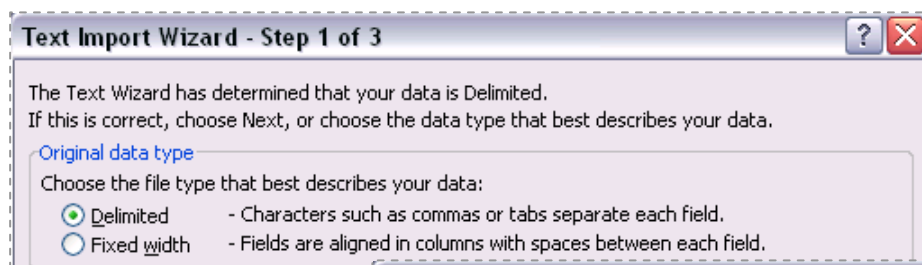 Text Import Wizard - Step 1 of 3
The Text Wizard has determined that your data is Delimited.
If this is correct, choose Next, or choose the data type that best describes your data.
Original data type
Choose the file type that best describes your data:
Delimited - Characters such as commas or tabs separate each field.
Fixed width - Fields are aligned in columns with spaces between each field.